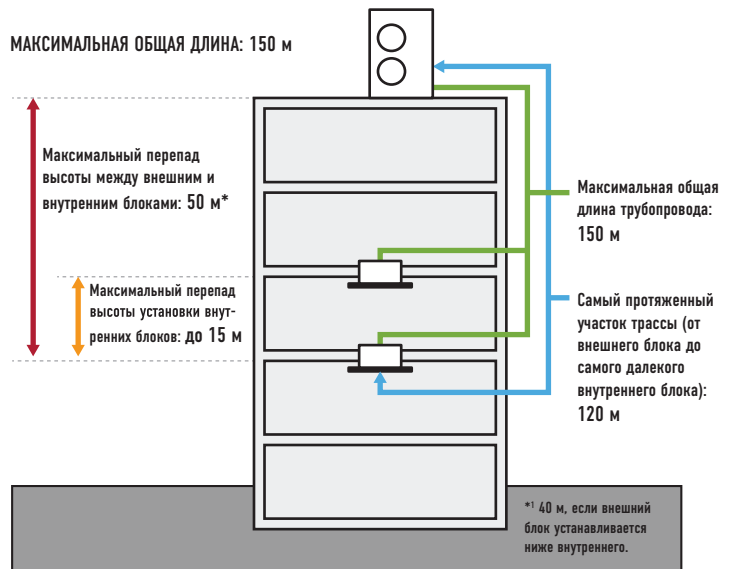 МАКСИМАЛЬНАЯ ОБЩАЯ ДЛИНА: 150 м
Максимальный перепад
высоты между внешним и
внутренним блоками: 50 м*
Максимальный перепад
высоты установки внут-
ренних блоков: до 15 м
Максимальная общая
длина трубопровода:
150 м
Самый протяженный
участок трассы (от
внешнего блока до
самого далекого
внутреннего блока):
120 м
*¹ 40 м, если внешний
блок устанавливается
ниже внутреннего.